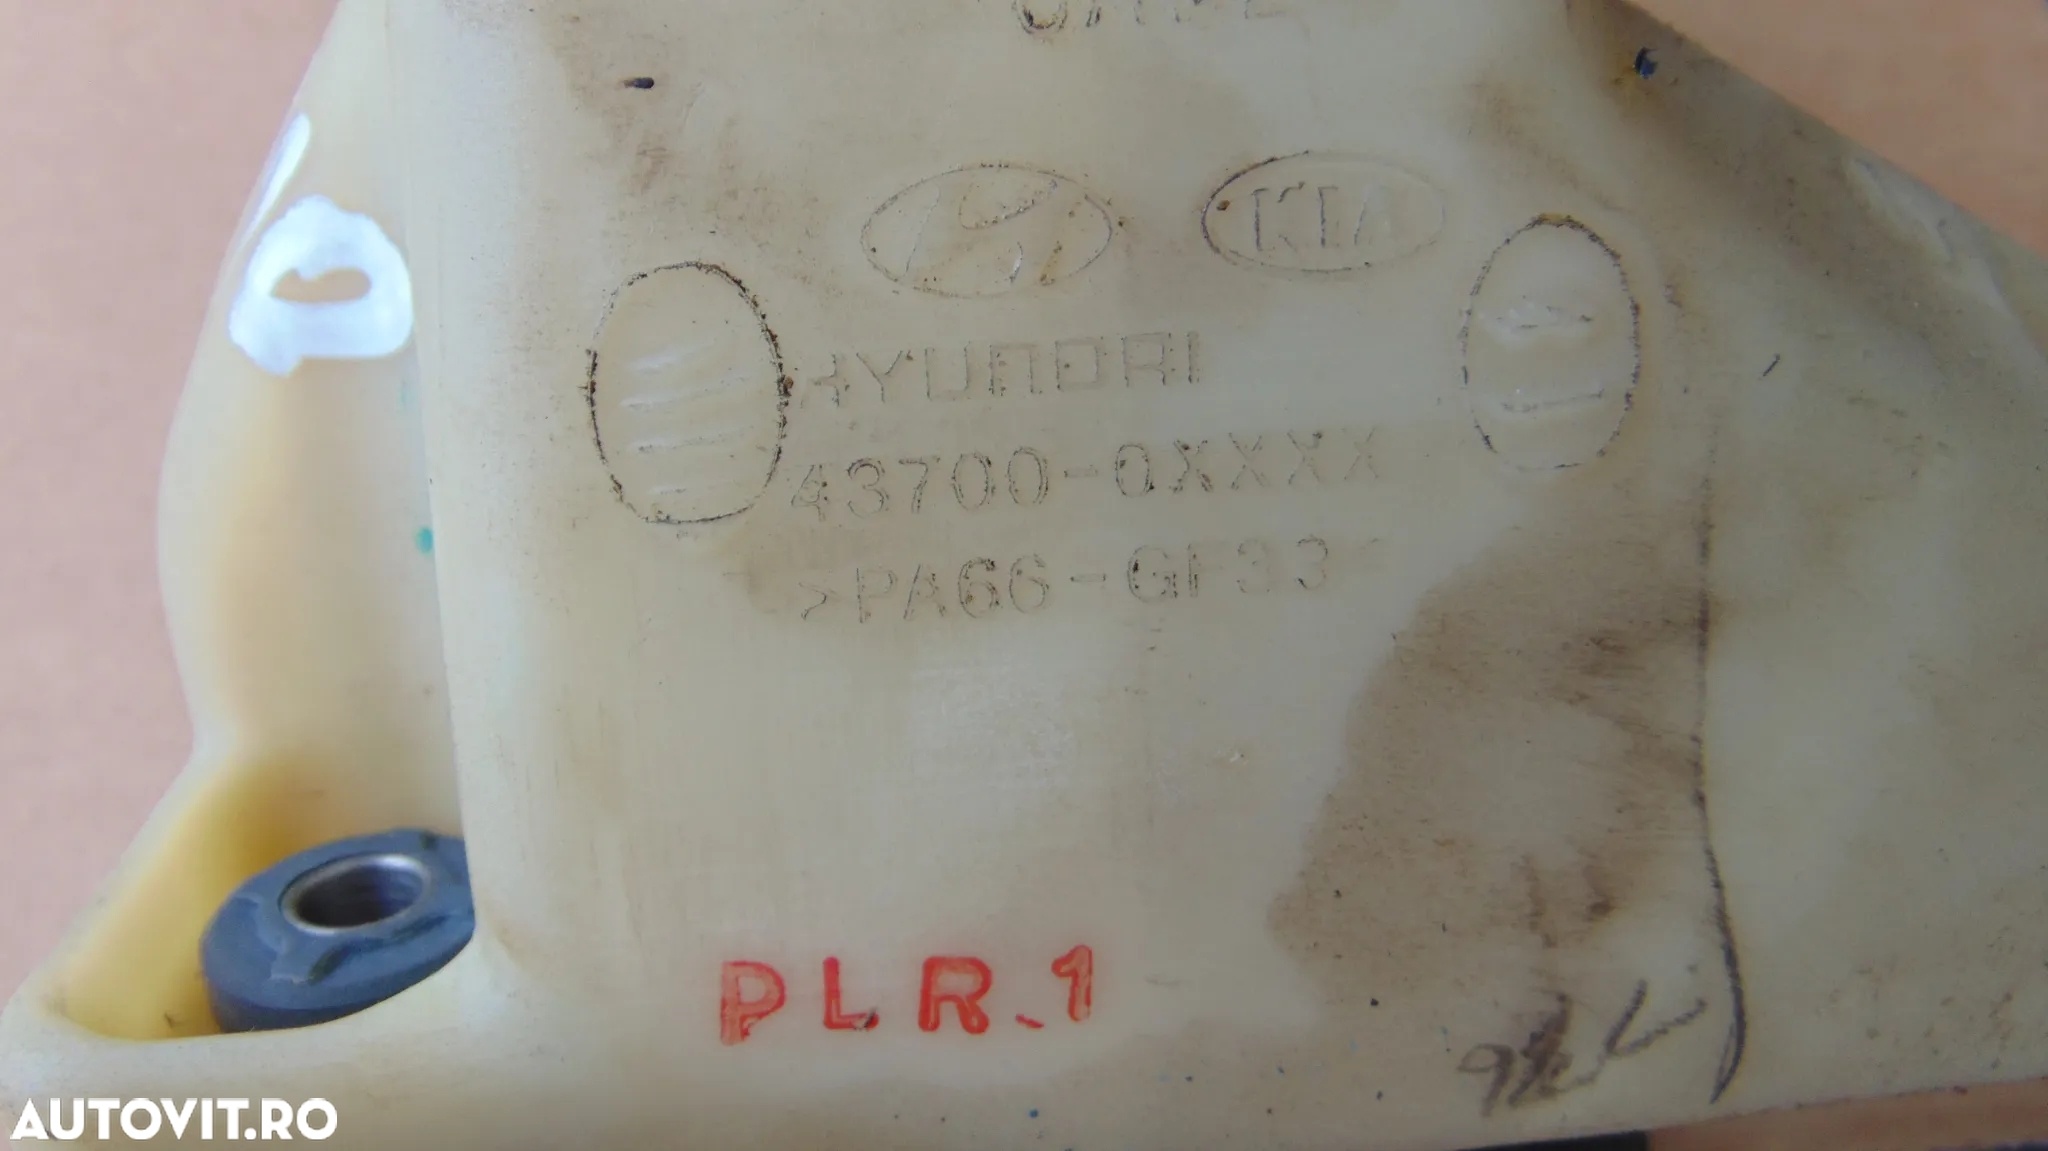 KIA
HYUNDAI
43700-0XXXX
>PA66-GF33
PLR.1
AUTOVIT.RO